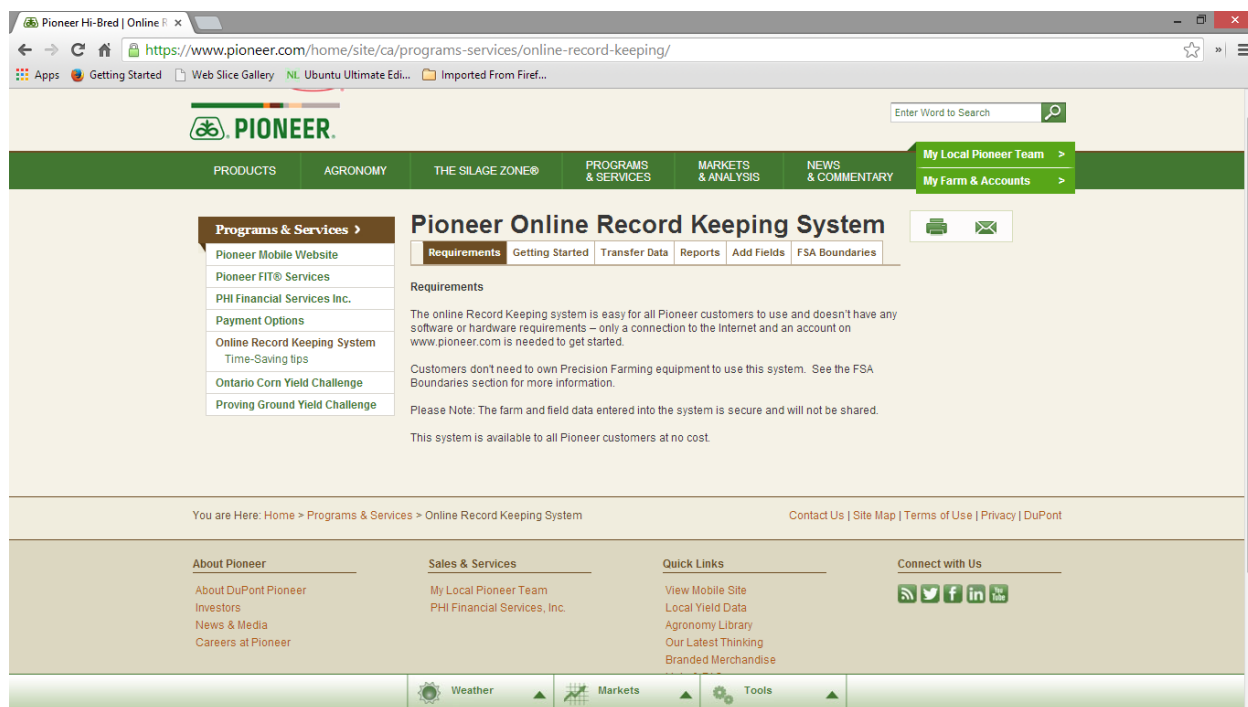 Pioneer Hi-Bred | Online R
https://www.pioneer.com/home/site/ca/programs-services/online-record-keeping/
Apps Getting Started Web Slice Gallery NL Ubuntu Ultimate Edi... Imported From Firef...
PIONEER.
Enter Word to Search
My Local Pioneer Team >
My Farm & Accounts >
PRODUCTS AGRONOMY THE SILAGE ZONE® PROGRAMS & SERVICES MARKETS & ANALYSIS NEWS & COMMENTARY
Programs & Services
Pioneer Mobile Website
Pioneer FIT® Services
PHI Financial Services Inc.
Payment Options
Online Record Keeping System
Time-Saving tips
Ontario Corn Yield Challenge
Proving Ground Yield Challenge
Pioneer Online Record Keeping System
Requirements Getting Started Transfer Data Reports Add Fields FSA Boundaries
Requirements
The online Record Keeping system is easy for all Pioneer customers to use and doesn't have any
software or hardware requirements – only a connection to the Internet and an account on
www.pioneer.com is needed to get started.
Customers don't need to own Precision Farming equipment to use this system. See the FSA
Boundaries section for more information.
Please Note: The farm and field data entered into the system is secure and will not be shared.
This system is available to all Pioneer customers at no cost.
You are Here: Home > Programs & Services > Online Record Keeping System
Contact Us | Site Map | Terms of Use | Privacy | DuPont
About Pioneer
About DuPont Pioneer
Investors
News & Media
Careers at Pioneer
Sales & Services
My Local Pioneer Team
PHI Financial Services, Inc.
Quick Links
View Mobile Site
Local Yield Data
Agronomy Library
Our Latest Thinking
Branded Merchandise
Connect with Us
You Tube
Weather Markets Tools